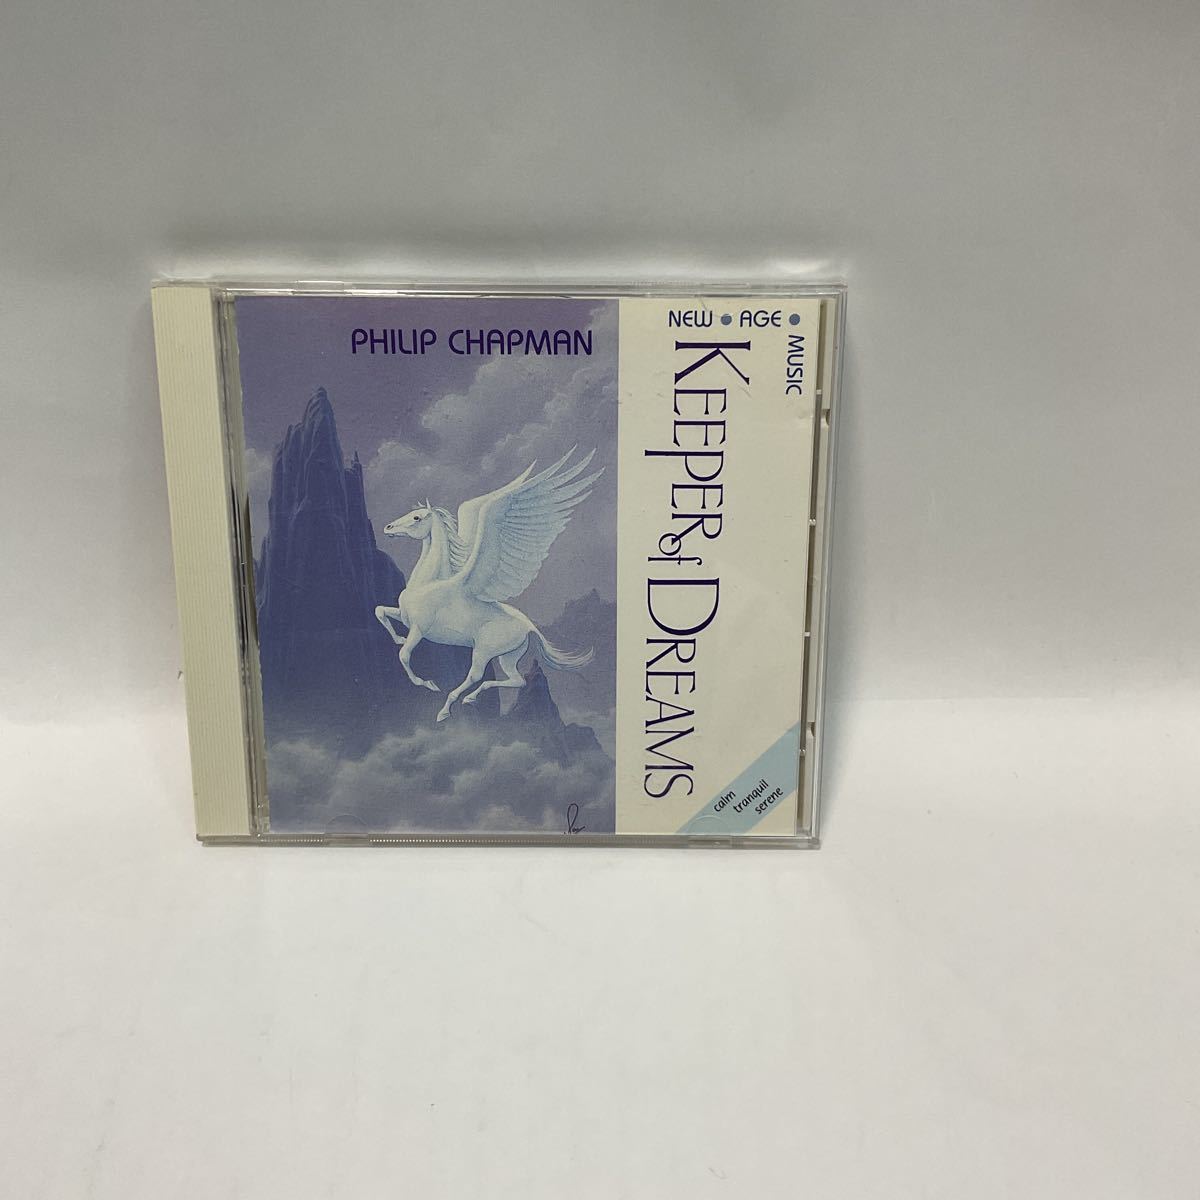 PHILIP CHAPMAN
NEW • AGE •
MUSIC
KEEPER of DREAMS
calm
tranquil
serene